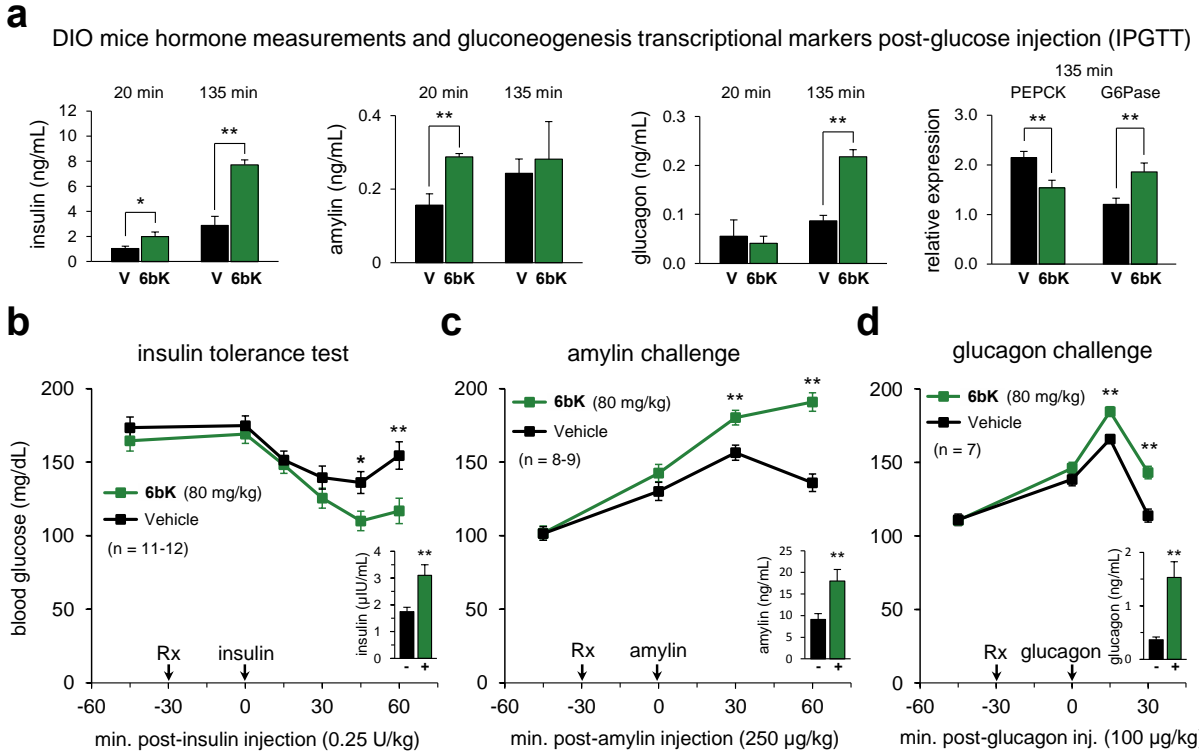 a
DIO mice hormone measurements and gluconeogenesis transcriptional markers post-glucose injection (IPGTT)
20 min 135 min
insulin (ng/mL)
12
10
8
6
4
2
0
*
**
V 6bK V 6bK
20 min 135 min
amylin (ng/mL)
0.4
0.2
0
**
V 6bK V 6bK
20 min 135 min
glucagon (ng/mL)
0.3
0.2
0.1
0.0
**
V 6bK V 6bK
135 min
PEPCK G6Pase
relative expression
3.0
2.0
1.0
0.0
** **
V 6bK V 6bK
b
insulin tolerance test
blood glucose (mg/dL)
200
150
100
50
0
* **
6bK (80 mg/kg)
Vehicle
(n = 11-12)
insulin (µIU/mL)
4
3
2
1
0
**
- +
Rx insulin
-60 -30 0 30 60
min. post-insulin injection (0.25 U/kg)
c
amylin challenge
200
150
100
50
0
** **
6bK (80 mg/kg)
Vehicle
(n = 8-9)
amylin (ng/mL)
25
20
15
10
5
0
**
- +
Rx amylin
-60 -30 0 30 60
min. post-amylin injection (250 µg/kg)
d
glucagon challenge
200
150
100
50
0
** **
6bK (80 mg/kg)
Vehicle
(n = 7)
glucagon (ng/mL)
2
1
0
**
- +
Rx glucagon
-60 -30 0 30
min. post-glucagon inj. (100 µg/kg